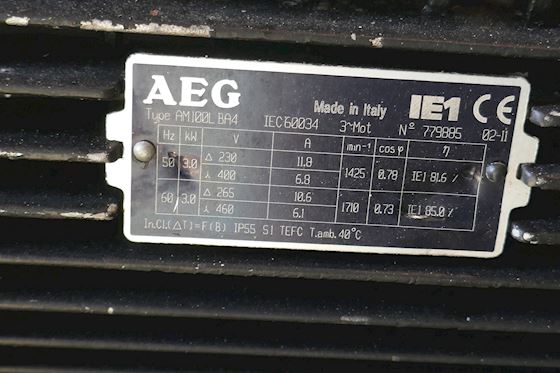 AEG Made in Italy IE1 CE
Type AM100L BA4 IEC60034 3~Mot Nº 779885 02-11
Hz kW V A min-1 cos φ η
50 3.0 Δ 230 11.8 1425 0.78 IE1 81.6 %
⅄ 400 6.8
60 3.0 Δ 265 10.6 1710 0.73 IE1 85.0 %
⅄ 460 6.1
In.Cl.(ΔT)=F(B) IP55 S1 TEFC T.amb.40°C